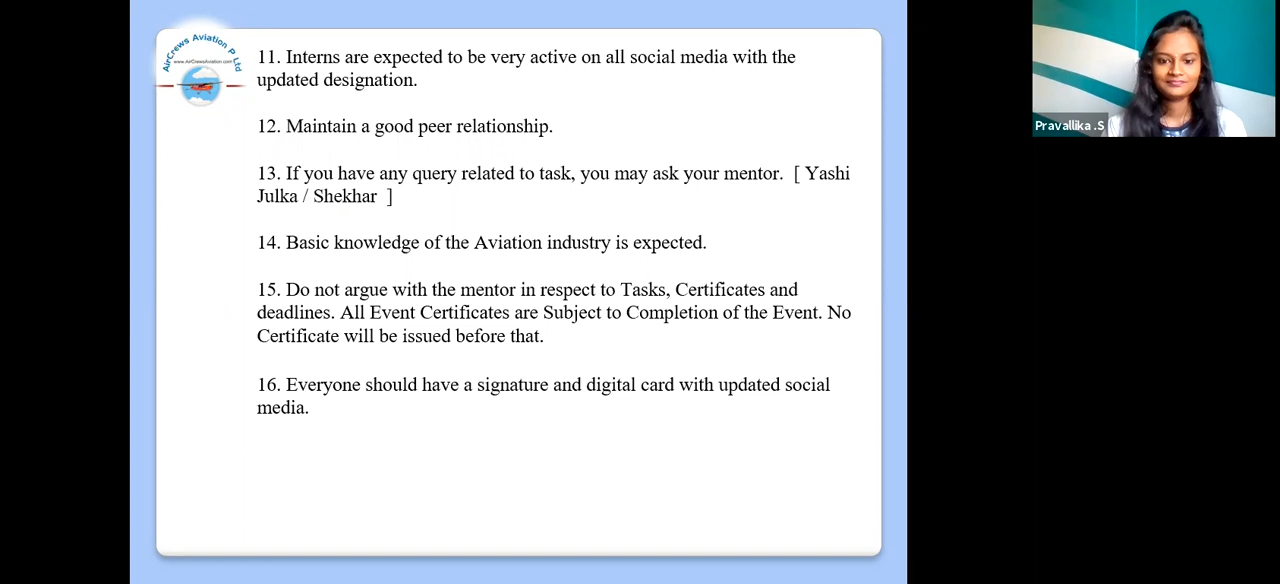 AirCrews Aviation P Ltd
www.AirCrewsAviation.com
11. Interns are expected to be very active on all social media with the
updated designation.
12. Maintain a good peer relationship.
13. If you have any query related to task, you may ask your mentor. [ Yashi
Julka / Shekhar ]
14. Basic knowledge of the Aviation industry is expected.
15. Do not argue with the mentor in respect to Tasks, Certificates and
deadlines. All Event Certificates are Subject to Completion of the Event. No
Certificate will be issued before that.
16. Everyone should have a signature and digital card with updated social
media.
Pravallika .S